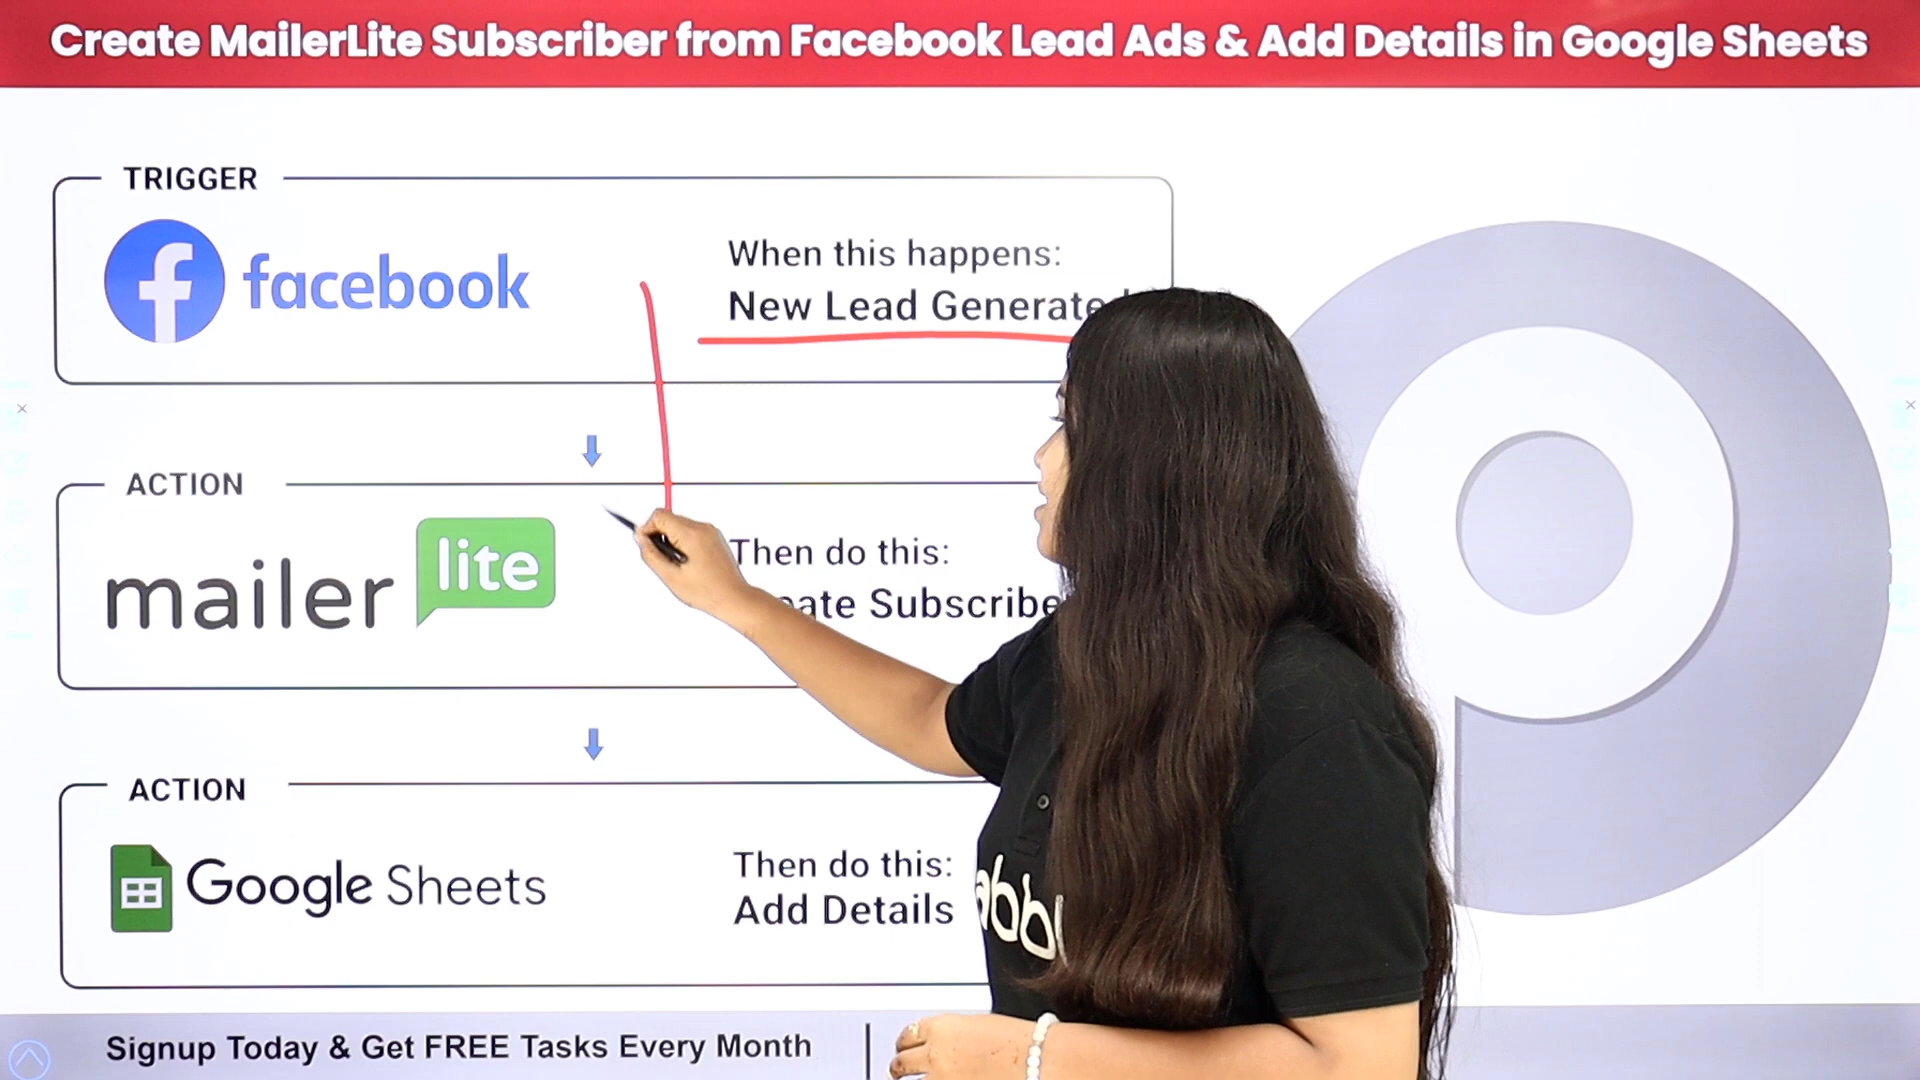 Create MailerLite Subscriber from Facebook Lead Ads & Add Details in Google Sheets
TRIGGER
facebook
When this happens:
New Lead Generate
ACTION
mailer lite
Then do this:
Subscribe
ACTION
Google Sheets
Then do this:
Add Details
Signup Today & Get FREE Tasks Every Month